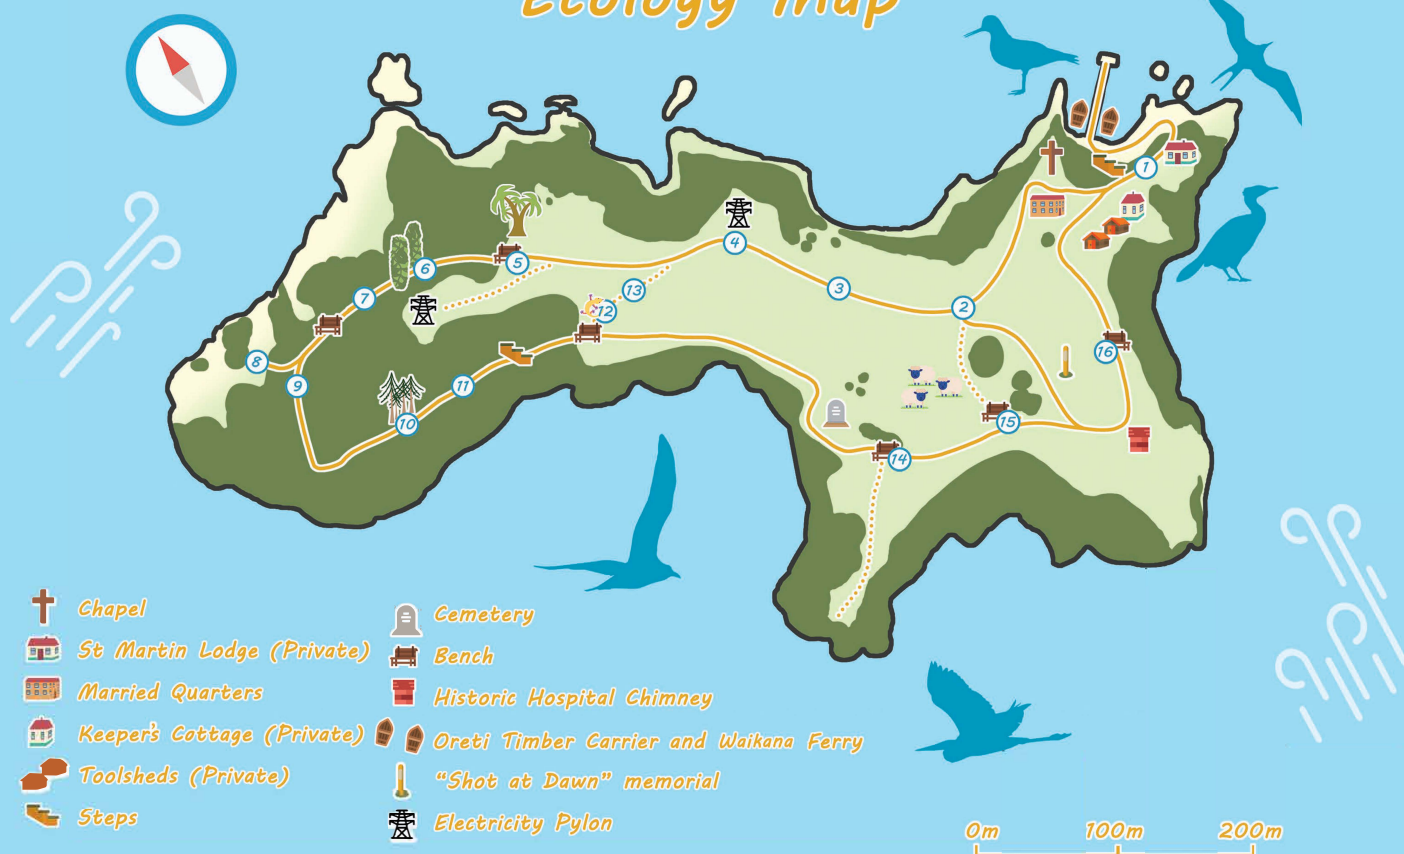 Ecology Map
1
2
3
4
5
6
7
8
9
10
11
12
13
14
15
16
Chapel
St Martin Lodge (Private)
Married Quarters
Keeper's Cottage (Private)
Toolsheds (Private)
Steps
Cemetery
Bench
Historic Hospital Chimney
Oreti Timber Carrier and Waikana Ferry
"Shot at Dawn" memorial
Electricity Pylon
0m 100m 200m